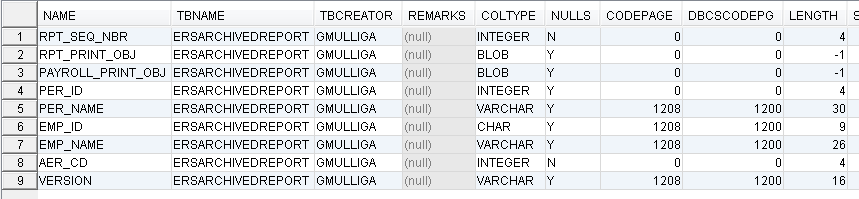 NAME TBNAME TBCREATOR REMARKS COLTYPE NULLS CODEPAGE DBCSCODEPG LENGTH S
1 RPT_SEQ_NBR ERSARCHIVEDREPORT GMULLIGA (null) INTEGER N 0 0 4
2 RPT_PRINT_OBJ ERSARCHIVEDREPORT GMULLIGA (null) BLOB Y 0 0 -1
3 PAYROLL_PRINT_OBJ ERSARCHIVEDREPORT GMULLIGA (null) BLOB Y 0 0 -1
4 PER_ID ERSARCHIVEDREPORT GMULLIGA (null) INTEGER Y 0 0 4
5 PER_NAME ERSARCHIVEDREPORT GMULLIGA (null) VARCHAR Y 1208 1200 30
6 EMP_ID ERSARCHIVEDREPORT GMULLIGA (null) CHAR Y 1208 1200 9
7 EMP_NAME ERSARCHIVEDREPORT GMULLIGA (null) VARCHAR Y 1208 1200 26
8 AER_CD ERSARCHIVEDREPORT GMULLIGA (null) INTEGER N 0 0 4
9 VERSION ERSARCHIVEDREPORT GMULLIGA (null) VARCHAR Y 1208 1200 16